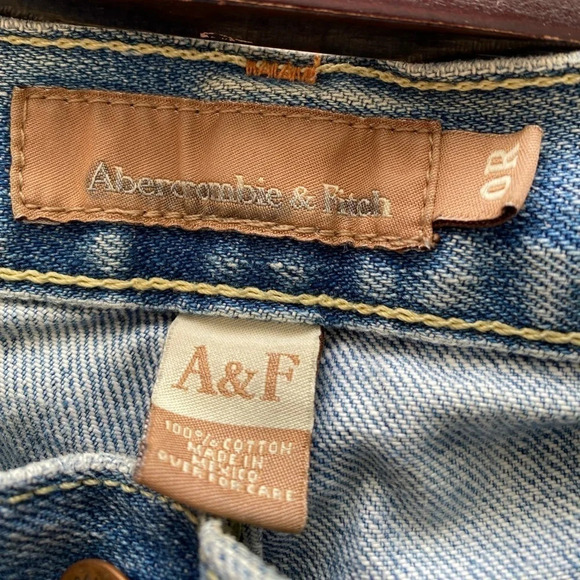 Abercrombie & Fitch
0R
A&F
100% COTTON
MADE IN
MEXICO
OVER FOR CARE